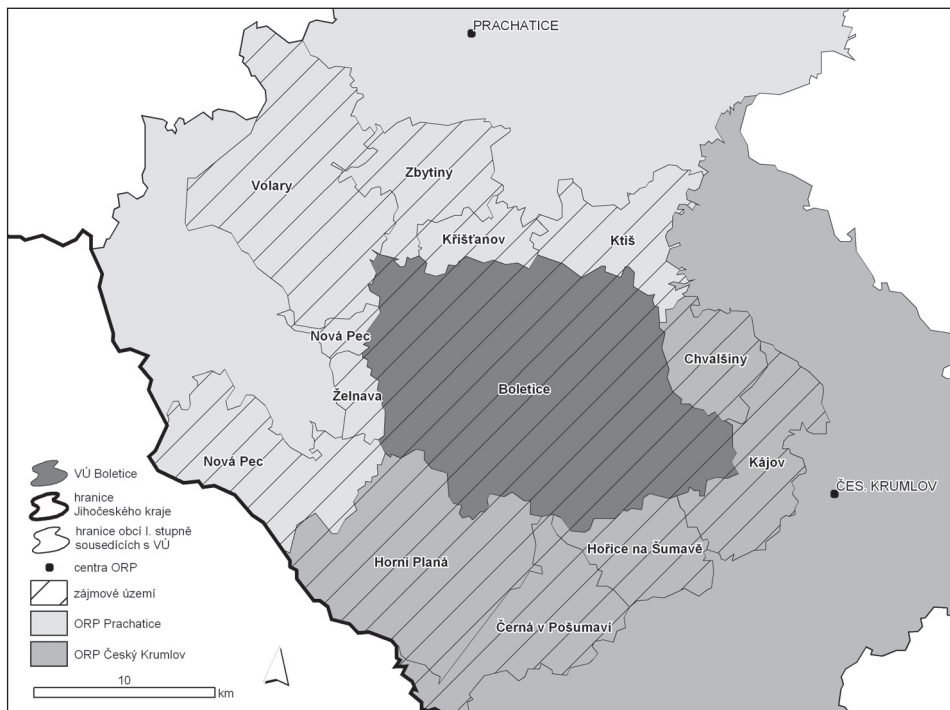 PRACHATICE
Volary
Zbytiný
Křišťanov
Ktiš
Nová Pec
Chvalšiny
Želnava
Boletice
Nová Pec
Kájov
ČES. KRUMLOV
Hořice na Šumavě
Horní Planá
Černá v Pošumaví
VÚ Boletice
hranice
Jihočeského kraje
hranice obcí I. stupně
sousedících s VÚ
centra ORP
zájmové území
ORP Prachatice
ORP Český Krumlov
10
km